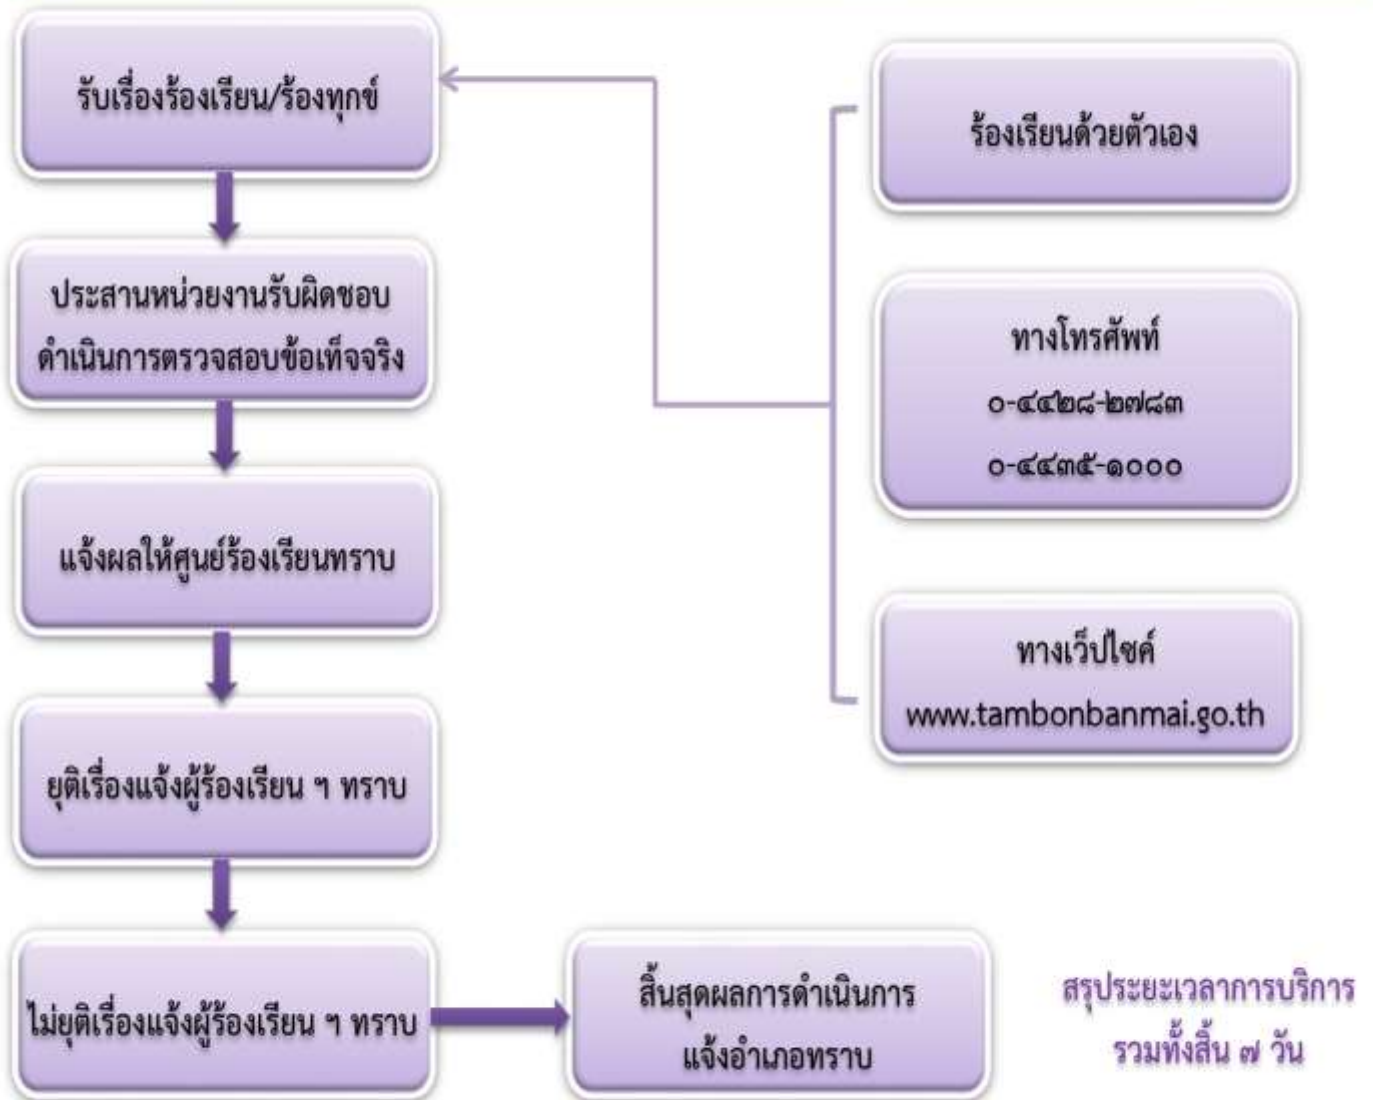 รับเรื่องร้องเรียน/ร้องทุกข์
ประสานหน่วยงานรับผิดชอบ
ดำเนินการตรวจสอบข้อเท็จจริง
แจ้งผลให้ศูนย์ร้องเรียนทราบ
ยุติเรื่องแจ้งผู้ร้องเรียน ฯ ทราบ
ไม่ยุติเรื่องแจ้งผู้ร้องเรียน ฯ ทราบ
สิ้นสุดผลการดำเนินการ
แจ้งอำเภอทราบ
ร้องเรียนด้วยตัวเอง
ทางโทรศัพท์
๐-๔๔๒๘-๒๗๘๓
๐-๔๔๓๕-๑๐๐๐
ทางเว็ปไซค์
www.tambonbanmai.go.th
สรุประยะเวลาการบริการ
รวมทั้งสิ้น ๗ วัน